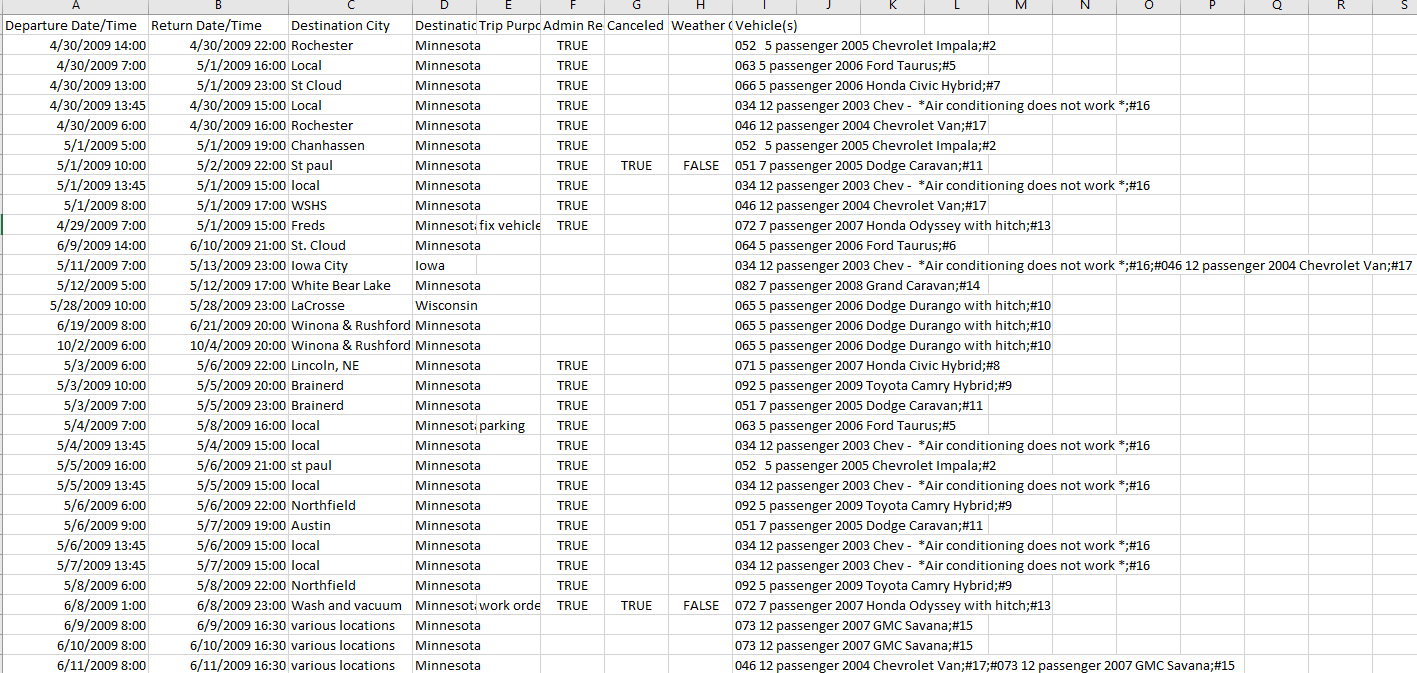 A B C D E F G H I J K L M N O P Q R S
Departure Date/Time Return Date/Time Destination City Destinatic Trip Purpc Admin Re Canceled Weather C Vehicle(s)
4/30/2009 14:00 4/30/2009 22:00 Rochester Minnesota TRUE 052 5 passenger 2005 Chevrolet Impala;#2
4/30/2009 7:00 5/1/2009 16:00 Local Minnesota TRUE 063 5 passenger 2006 Ford Taurus;#5
4/30/2009 13:00 5/1/2009 23:00 St Cloud Minnesota TRUE 066 5 passenger 2006 Honda Civic Hybrid;#7
4/30/2009 13:45 4/30/2009 15:00 Local Minnesota TRUE 034 12 passenger 2003 Chev - *Air conditioning does not work *;#16
4/30/2009 6:00 4/30/2009 16:00 Rochester Minnesota TRUE 046 12 passenger 2004 Chevrolet Van;#17
5/1/2009 5:00 5/1/2009 19:00 Chanhassen Minnesota TRUE 052 5 passenger 2005 Chevrolet Impala;#2
5/1/2009 10:00 5/2/2009 22:00 St paul Minnesota TRUE TRUE FALSE 051 7 passenger 2005 Dodge Caravan;#11
5/1/2009 13:45 5/1/2009 15:00 local Minnesota TRUE 034 12 passenger 2003 Chev - *Air conditioning does not work *;#16
5/1/2009 8:00 5/1/2009 17:00 WSHS Minnesota TRUE 046 12 passenger 2004 Chevrolet Van;#17
4/29/2009 7:00 5/1/2009 15:00 Freds Minnesota fix vehicle TRUE 072 7 passenger 2007 Honda Odyssey with hitch;#13
6/9/2009 14:00 6/10/2009 21:00 St. Cloud Minnesota 064 5 passenger 2006 Ford Taurus;#6
5/11/2009 7:00 5/13/2009 23:00 Iowa City Iowa 034 12 passenger 2003 Chev - *Air conditioning does not work *;#16;#046 12 passenger 2004 Chevrolet Van;#17
5/12/2009 5:00 5/12/2009 17:00 White Bear Lake Minnesota 082 7 passenger 2008 Grand Caravan;#14
5/28/2009 10:00 5/28/2009 23:00 LaCrosse Wisconsin 065 5 passenger 2006 Dodge Durango with hitch;#10
6/19/2009 8:00 6/21/2009 20:00 Winona & Rushford Minnesota 065 5 passenger 2006 Dodge Durango with hitch;#10
10/2/2009 6:00 10/4/2009 20:00 Winona & Rushford Minnesota 065 5 passenger 2006 Dodge Durango with hitch;#10
5/3/2009 6:00 5/6/2009 22:00 Lincoln, NE Minnesota TRUE 071 5 passenger 2007 Honda Civic Hybrid;#8
5/3/2009 10:00 5/5/2009 20:00 Brainerd Minnesota TRUE 092 5 passenger 2009 Toyota Camry Hybrid;#9
5/3/2009 7:00 5/5/2009 23:00 Brainerd Minnesota TRUE 051 7 passenger 2005 Dodge Caravan;#11
5/4/2009 7:00 5/8/2009 16:00 local Minnesota parking TRUE 063 5 passenger 2006 Ford Taurus;#5
5/4/2009 13:45 5/4/2009 15:00 local Minnesota TRUE 034 12 passenger 2003 Chev - *Air conditioning does not work *;#16
5/5/2009 16:00 5/6/2009 21:00 st paul Minnesota TRUE 052 5 passenger 2005 Chevrolet Impala;#2
5/5/2009 13:45 5/5/2009 15:00 local Minnesota TRUE 034 12 passenger 2003 Chev - *Air conditioning does not work *;#16
5/6/2009 6:00 5/6/2009 22:00 Northfield Minnesota TRUE 092 5 passenger 2009 Toyota Camry Hybrid;#9
5/6/2009 9:00 5/7/2009 19:00 Austin Minnesota TRUE 051 7 passenger 2005 Dodge Caravan;#11
5/6/2009 13:45 5/6/2009 15:00 local Minnesota TRUE 034 12 passenger 2003 Chev - *Air conditioning does not work *;#16
5/7/2009 13:45 5/7/2009 15:00 local Minnesota TRUE 034 12 passenger 2003 Chev - *Air conditioning does not work *;#16
5/8/2009 6:00 5/8/2009 22:00 Northfield Minnesota TRUE 092 5 passenger 2009 Toyota Camry Hybrid;#9
6/8/2009 1:00 6/8/2009 23:00 Wash and vacuum Minnesota work orde TRUE TRUE FALSE 072 7 passenger 2007 Honda Odyssey with hitch;#13
6/9/2009 8:00 6/9/2009 16:30 various locations Minnesota 073 12 passenger 2007 GMC Savana;#15
6/10/2009 8:00 6/10/2009 16:30 various locations Minnesota 073 12 passenger 2007 GMC Savana;#15
6/11/2009 8:00 6/11/2009 16:30 various locations Minnesota 046 12 passenger 2004 Chevrolet Van;#17;#073 12 passenger 2007 GMC Savana;#15